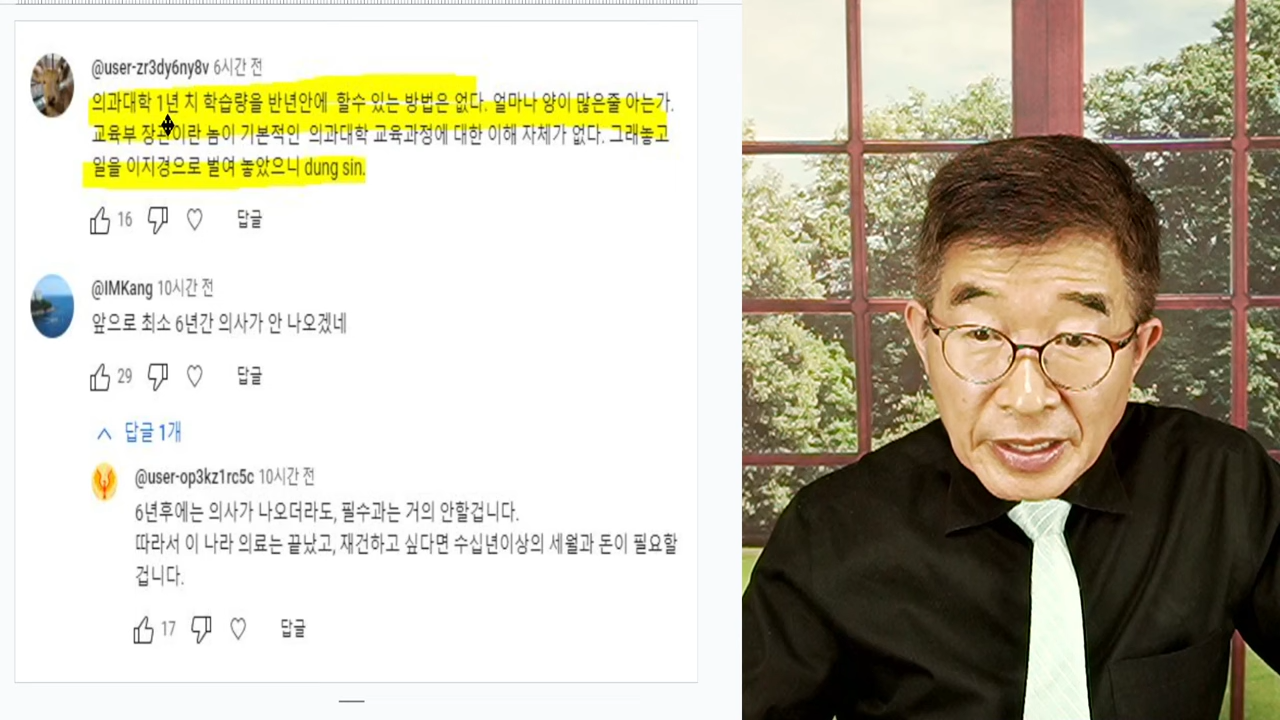 @user-zr3dy6ny8v 6시간 전
의과대학 1년 치 학습량을 반년안에 할수 있는 방법은 없다. 얼마나 양이 많은줄 아는가.
교육부 장관이란 놈이 기본적인 의과대학 교육과정에 대한 이해 자체가 없다. 그래놓고
일을 이지경으로 벌여 놓았으니 dung sin.
16 답글
@IMKang 10시간 전
앞으로 최소 6년간 의사가 안 나오겠네
29 답글
답글 1개
@user-op3kz1rc5c 10시간 전
6년후에는 의사가 나오더라도, 필수과는 거의 안할겁니다.
따라서 이 나라 의료는 끝났고, 재건하고 싶다면 수십년이상의 세월과 돈이 필요할
겁니다.
17 답글